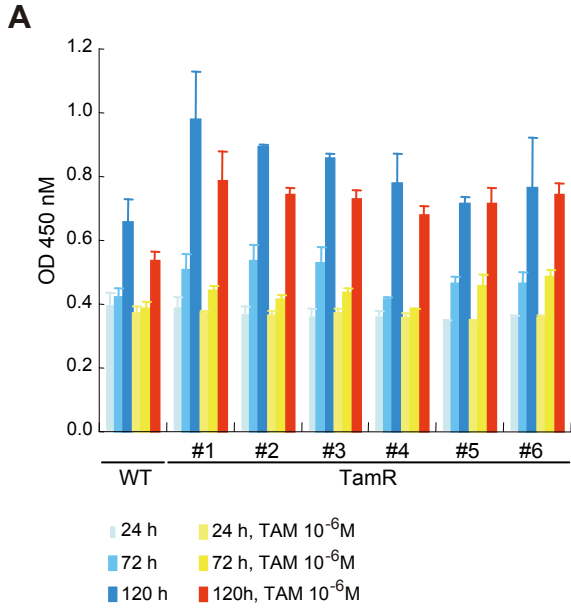 A
OD 450 nM
1.2
1.0
0.8
0.6
0.4
0.2
0.0
#1 #2 #3 #4 #5 #6
WT TamR
24 h 24 h, TAM 10⁻⁶M
72 h 72 h, TAM 10⁻⁶M
120 h 120h, TAM 10⁻⁶M